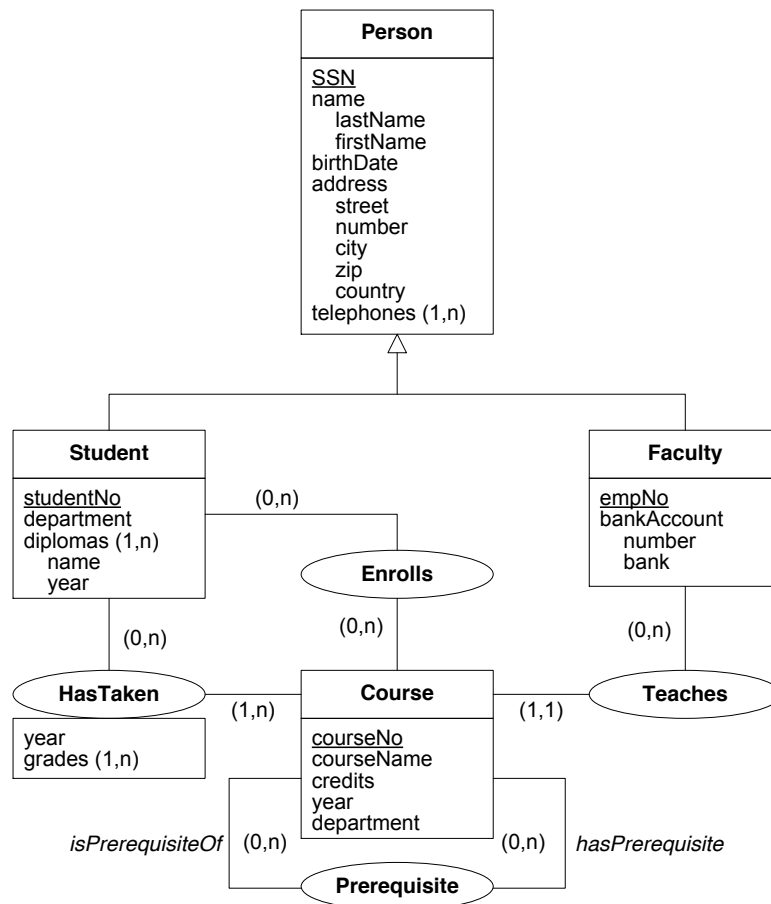 Person
SSN
name
lastName
firstName
birthDate
address
street
number
city
zip
country
telephones (1,n)
Student
studentNo
department
diplomas (1,n)
name
year
(0,n)
Enrolls
(0,n)
Faculty
empNo
bankAccount
number
bank
(0,n)
(0,n)
HasTaken
year
grades (1,n)
(1,n)
Course
courseNo
courseName
credits
year
department
(1,1)
Teaches
isPrerequisiteOf
(0,n)
(0,n)
hasPrerequisite
Prerequisite